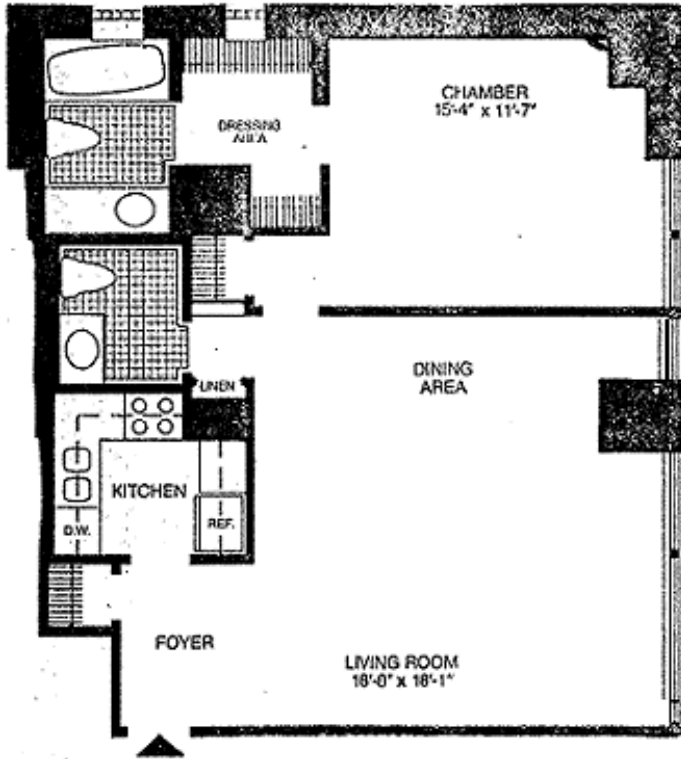 CHAMBER
15'-4" x 11'-7"
DRESSING
AREA
DINING
AREA
LINEN
KITCHEN
D.W.
REF.
FOYER
LIVING ROOM
18'-0" x 18'-1"